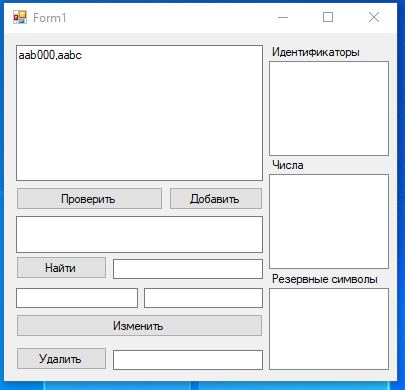 Form1
aab000,aabc
Идентификаторы
Числа
Проверить
Добавить
Найти
Резервные символы
Изменить
Удалить